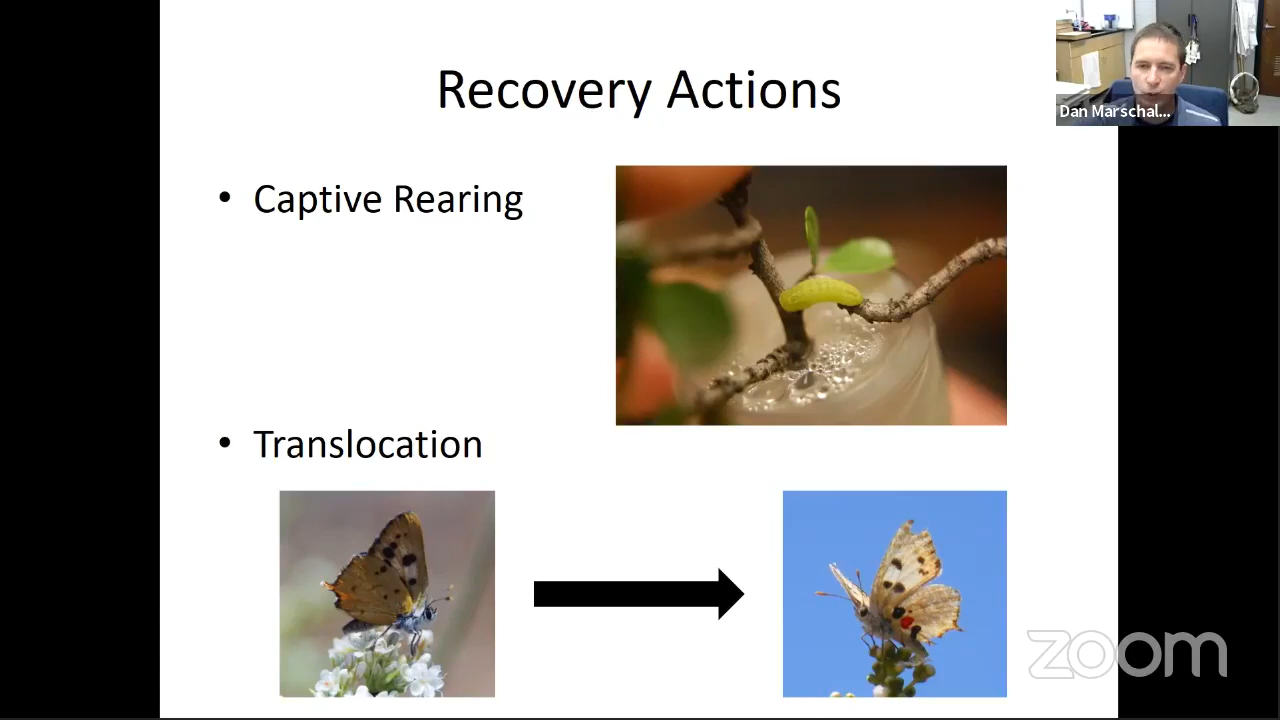 Recovery Actions
Dan Marschal...
• Captive Rearing
• Translocation
zoom